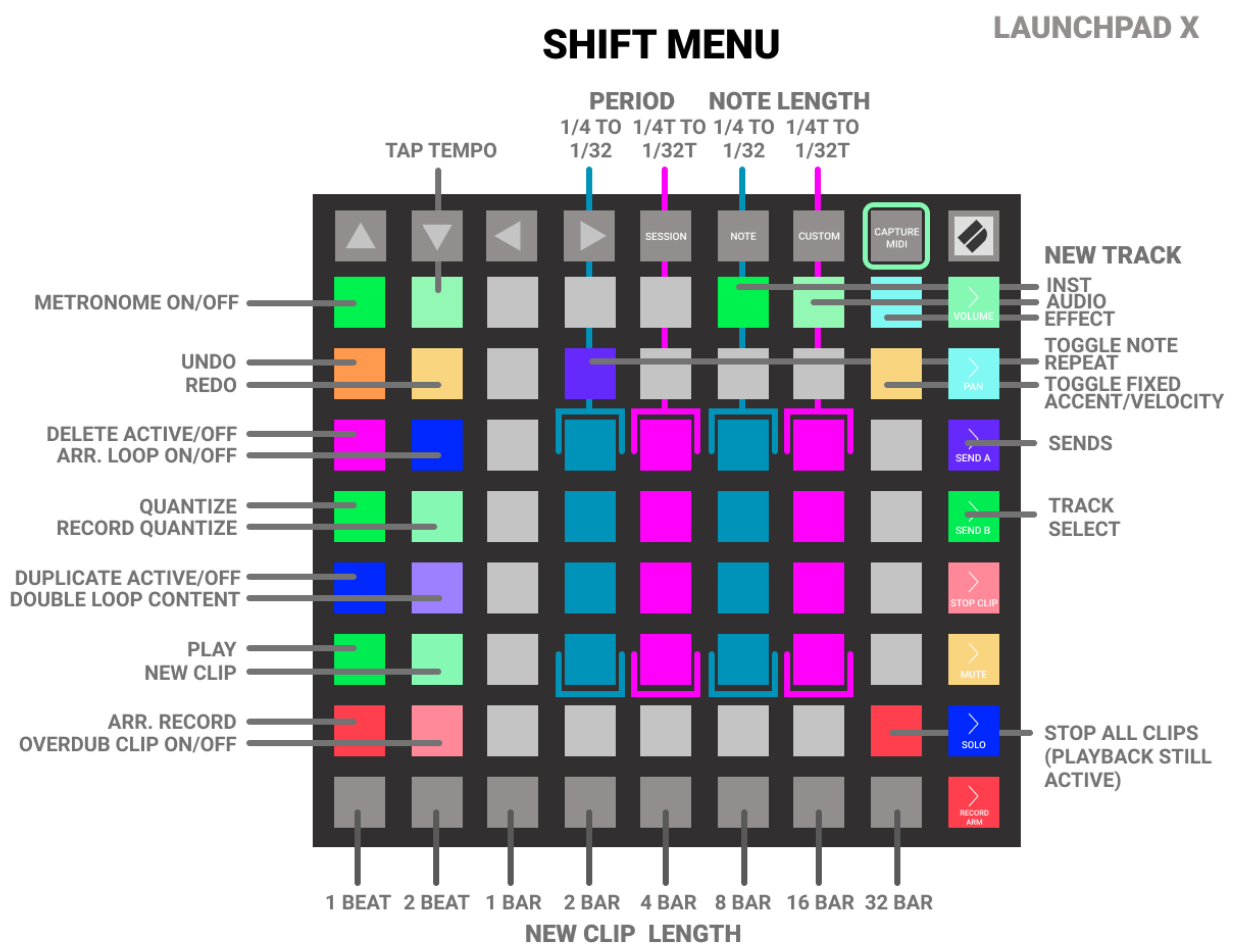 LAUNCHPAD X
SHIFT MENU
PERIOD
NOTE LENGTH
1/4 TO
1/32
1/4T TO
1/32T
1/4 TO
1/32
1/4T TO
1/32T
TAP TEMPO
SESSION
NOTE
CUSTOM
CAPTURE
MIDI
NEW TRACK
INST
AUDIO
EFFECT
METRONOME ON/OFF
VOLUME
UNDO
REDO
TOGGLE NOTE
REPEAT
PAN
TOGGLE FIXED
ACCENT/VELOCITY
DELETE ACTIVE/OFF
ARR. LOOP ON/OFF
SEND A
SENDS
QUANTIZE
RECORD QUANTIZE
SEND B
TRACK
SELECT
DUPLICATE ACTIVE/OFF
DOUBLE LOOP CONTENT
STOP CLIP
PLAY
NEW CLIP
MUTE
ARR. RECORD
OVERDUB CLIP ON/OFF
SOLO
STOP ALL CLIPS
(PLAYBACK STILL
ACTIVE)
RECORD
ARM
1 BEAT
2 BEAT
1 BAR
2 BAR
4 BAR
8 BAR
16 BAR
32 BAR
NEW CLIP LENGTH